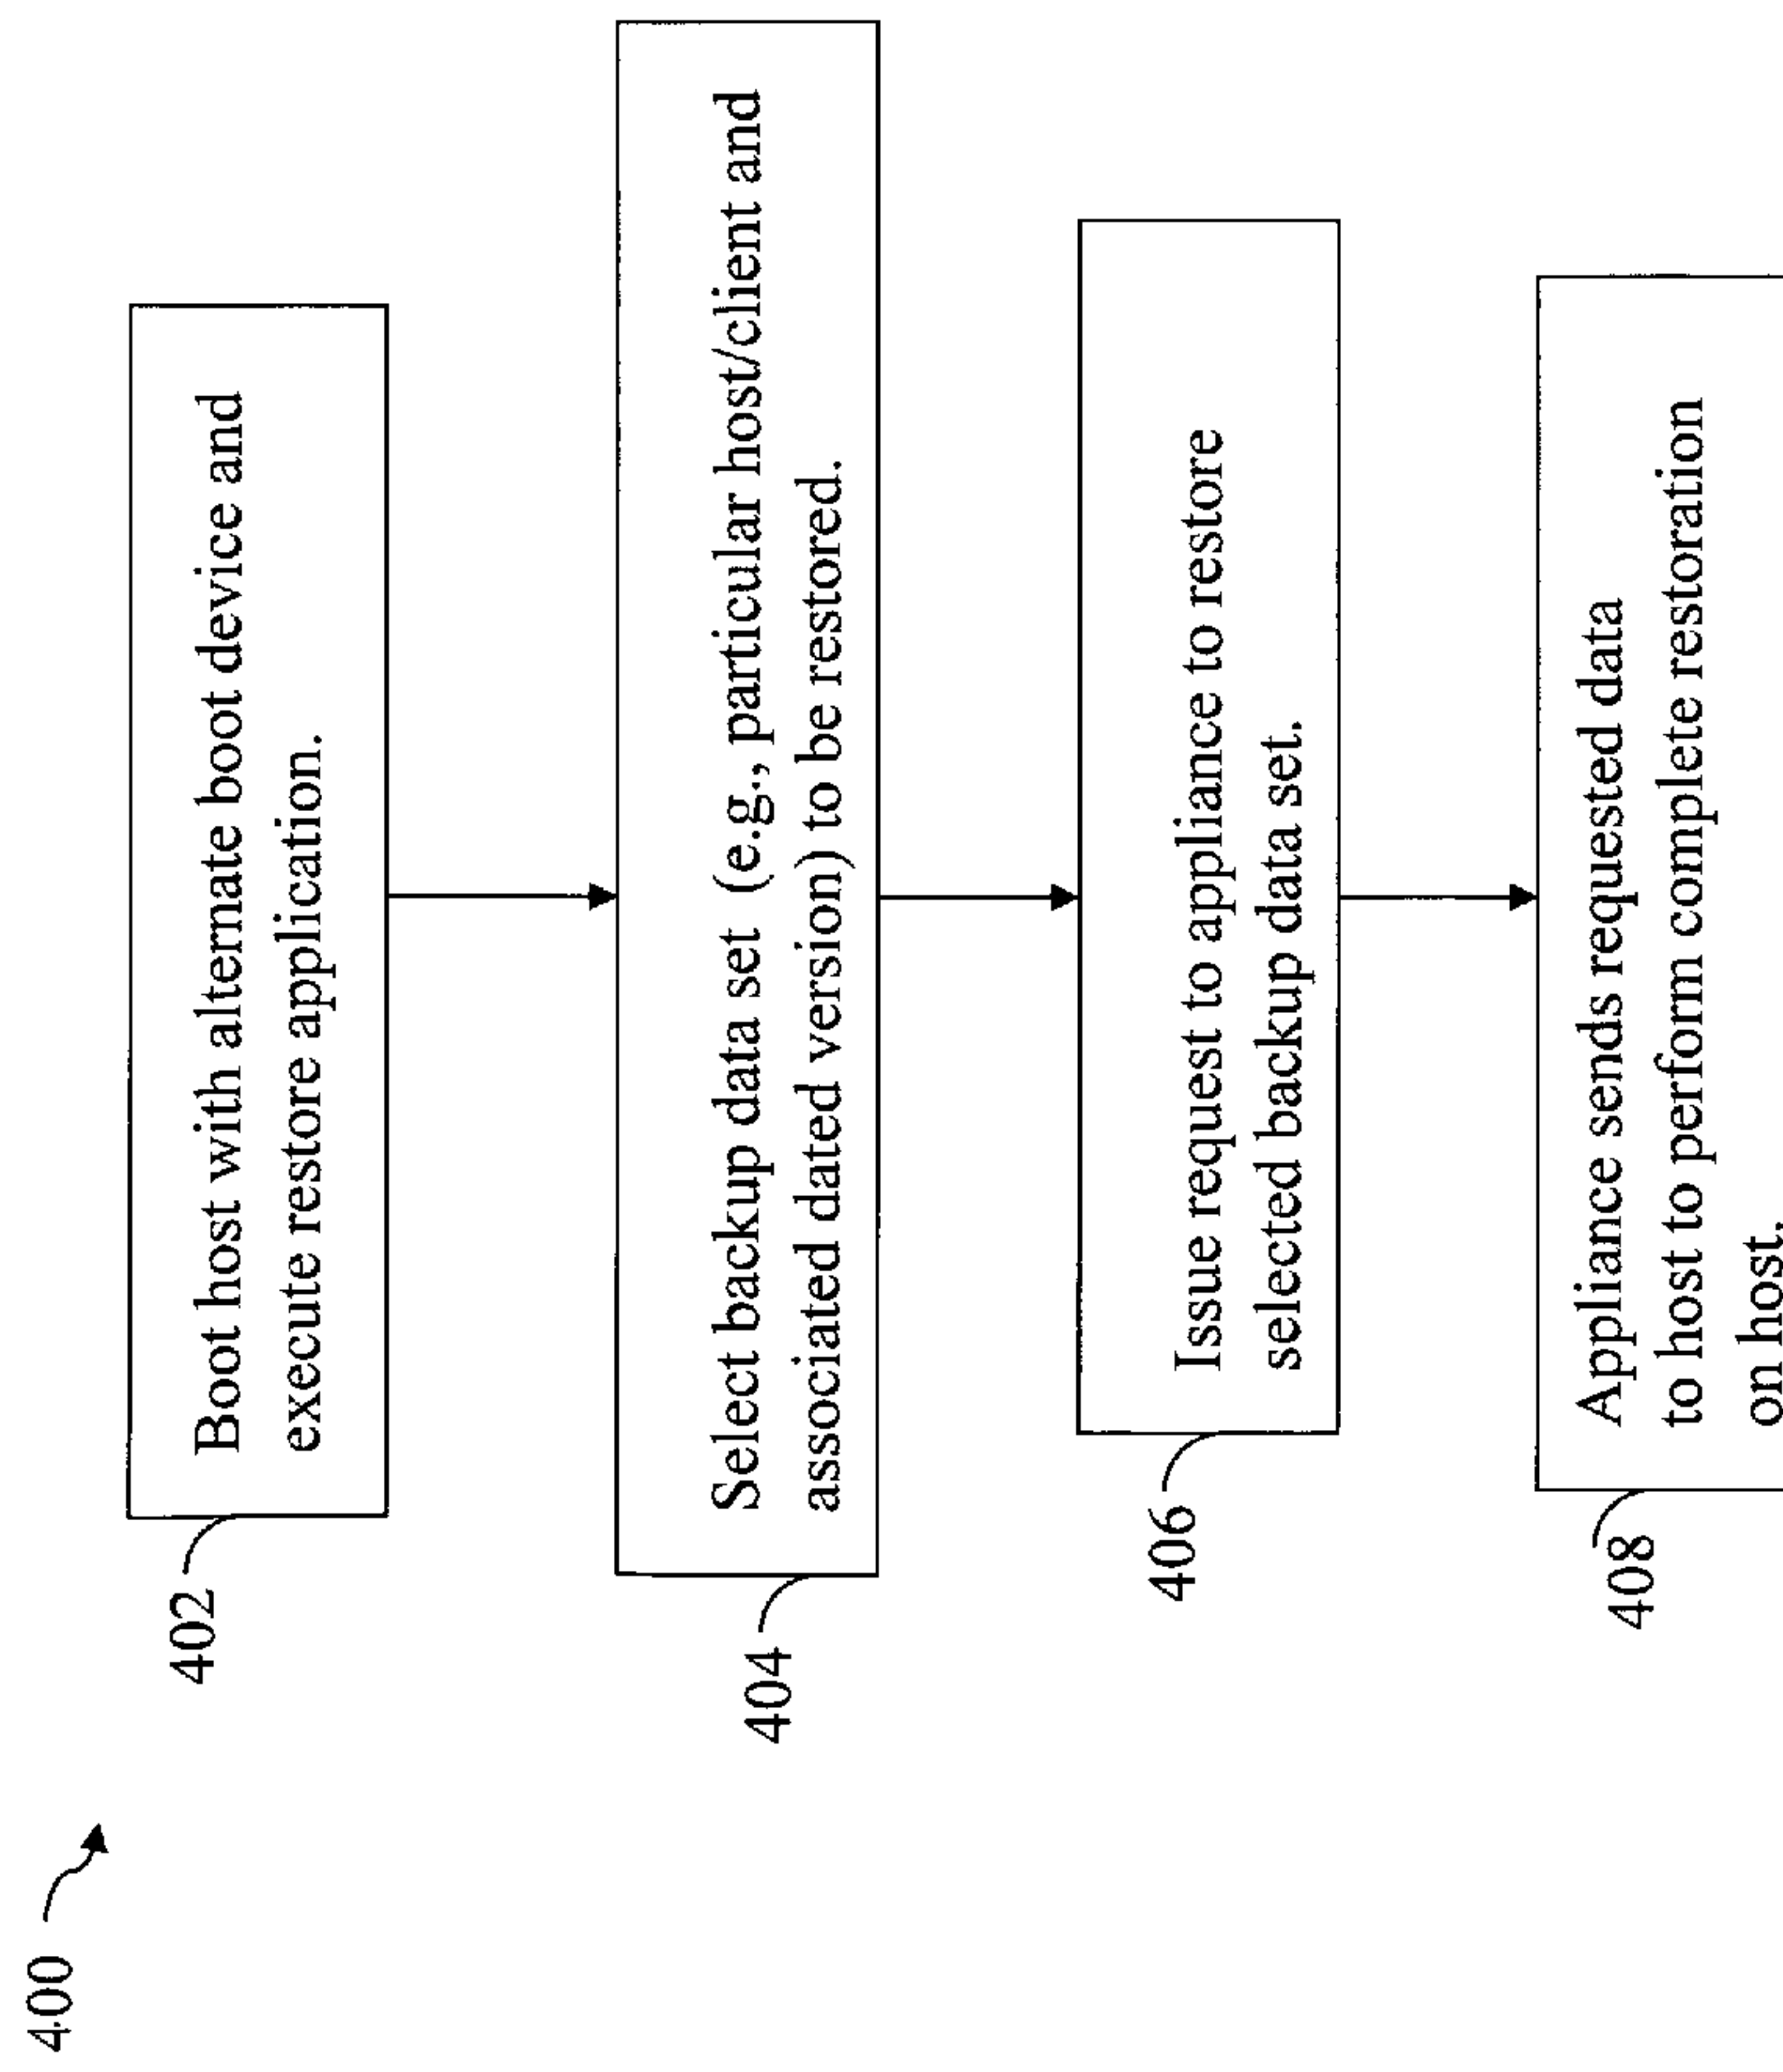 400
402
Boot host with alternate boot device and
execute restore application.
404
Select backup data set (e.g., particular host/client and
associated dated version) to be restored.
406
Issue request to appliance to restore
selected backup data set.
408
Appliance sends requested data
to host to perform complete restoration
on host.